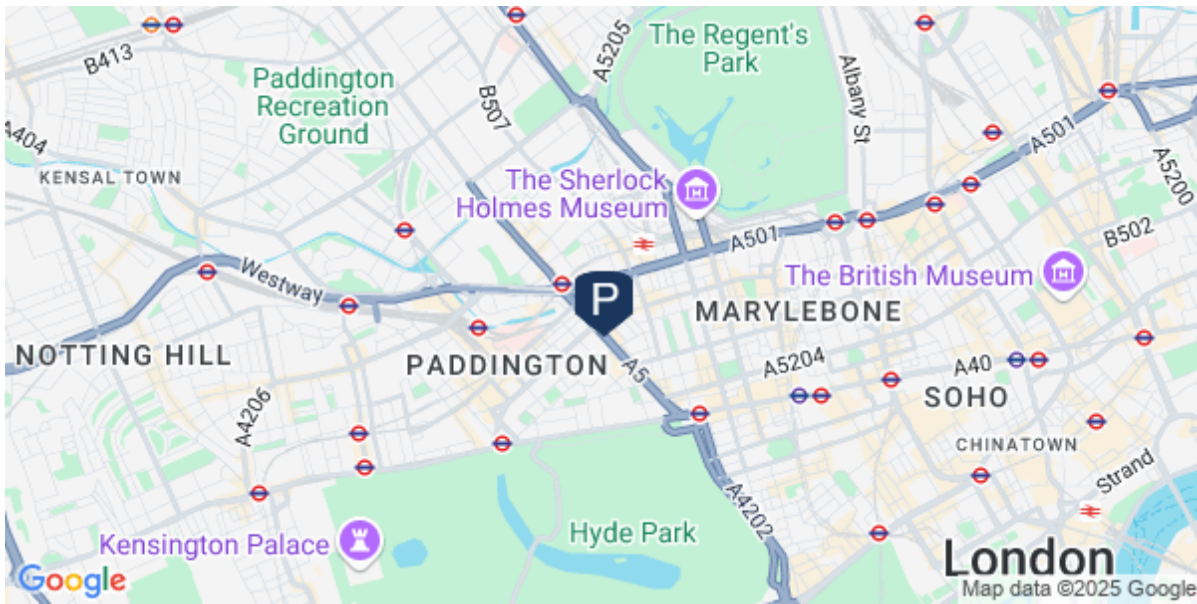 The Regent's
Park
A5205
B413
Paddington
Recreation
Ground
B507
Albany St
A501
A404
KENSAL TOWN
A5200
The Sherlock
Holmes Museum
A501
B502
Westway
The British Museum
P
MARYLEBONE
NOTTING HILL
PADDINGTON
A5
A5204
A40
SOHO
A4206
CHINATOWN
Strand
A4202
Kensington Palace
Hyde Park
London
Google
Map data ©2025 Google